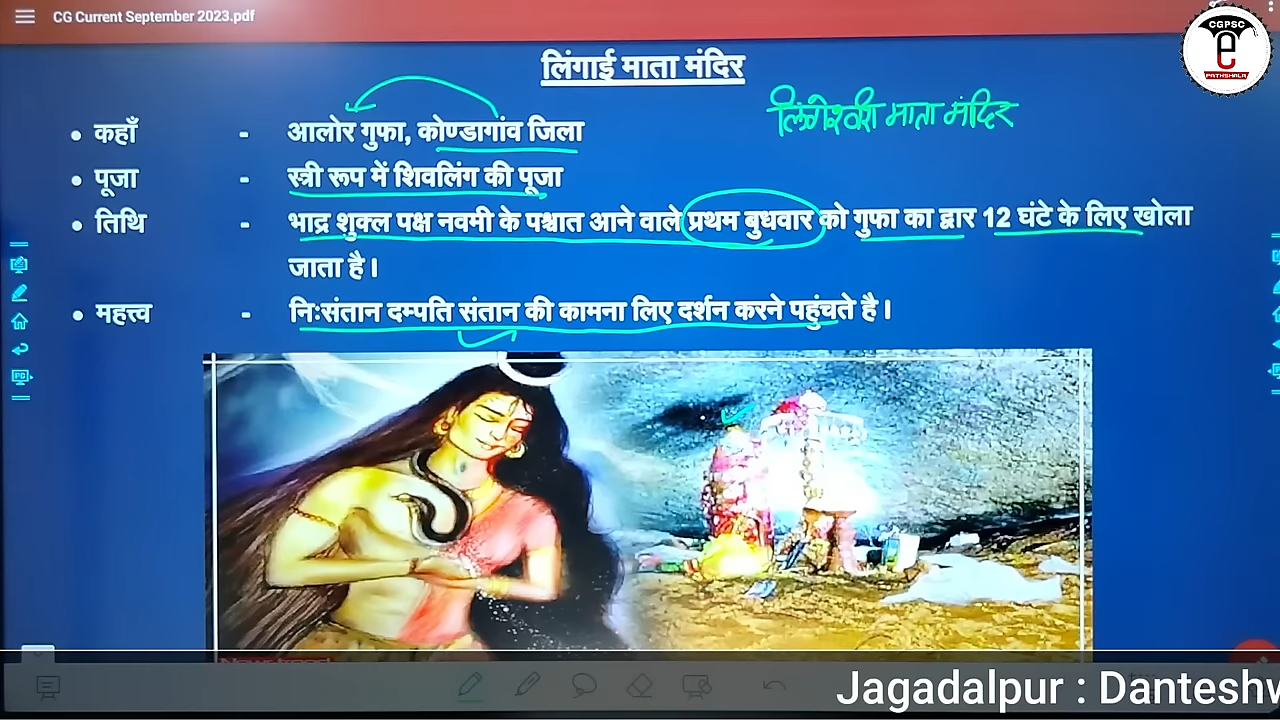 CG Current September 2023.pdf
CGPSC
e
PATHSHALA
लिंगाई माता मंदिर
लिंगेश्वरी माता मंदिर
• कहाँ - आलोर गुफा, कोण्डागांव जिला
• पूजा - स्त्री रूप में शिवलिंग की पूजा
• तिथि - भाद्र शुक्ल पक्ष नवमी के पश्चात आने वाले प्रथम बुधवार को गुफा का द्वार 12 घंटे के लिए खोला
जाता है।
• महत्त्व - निःसंतान दम्पति संतान की कामना लिए दर्शन करने पहुंचते है।
Jagadalpur : Danteshw